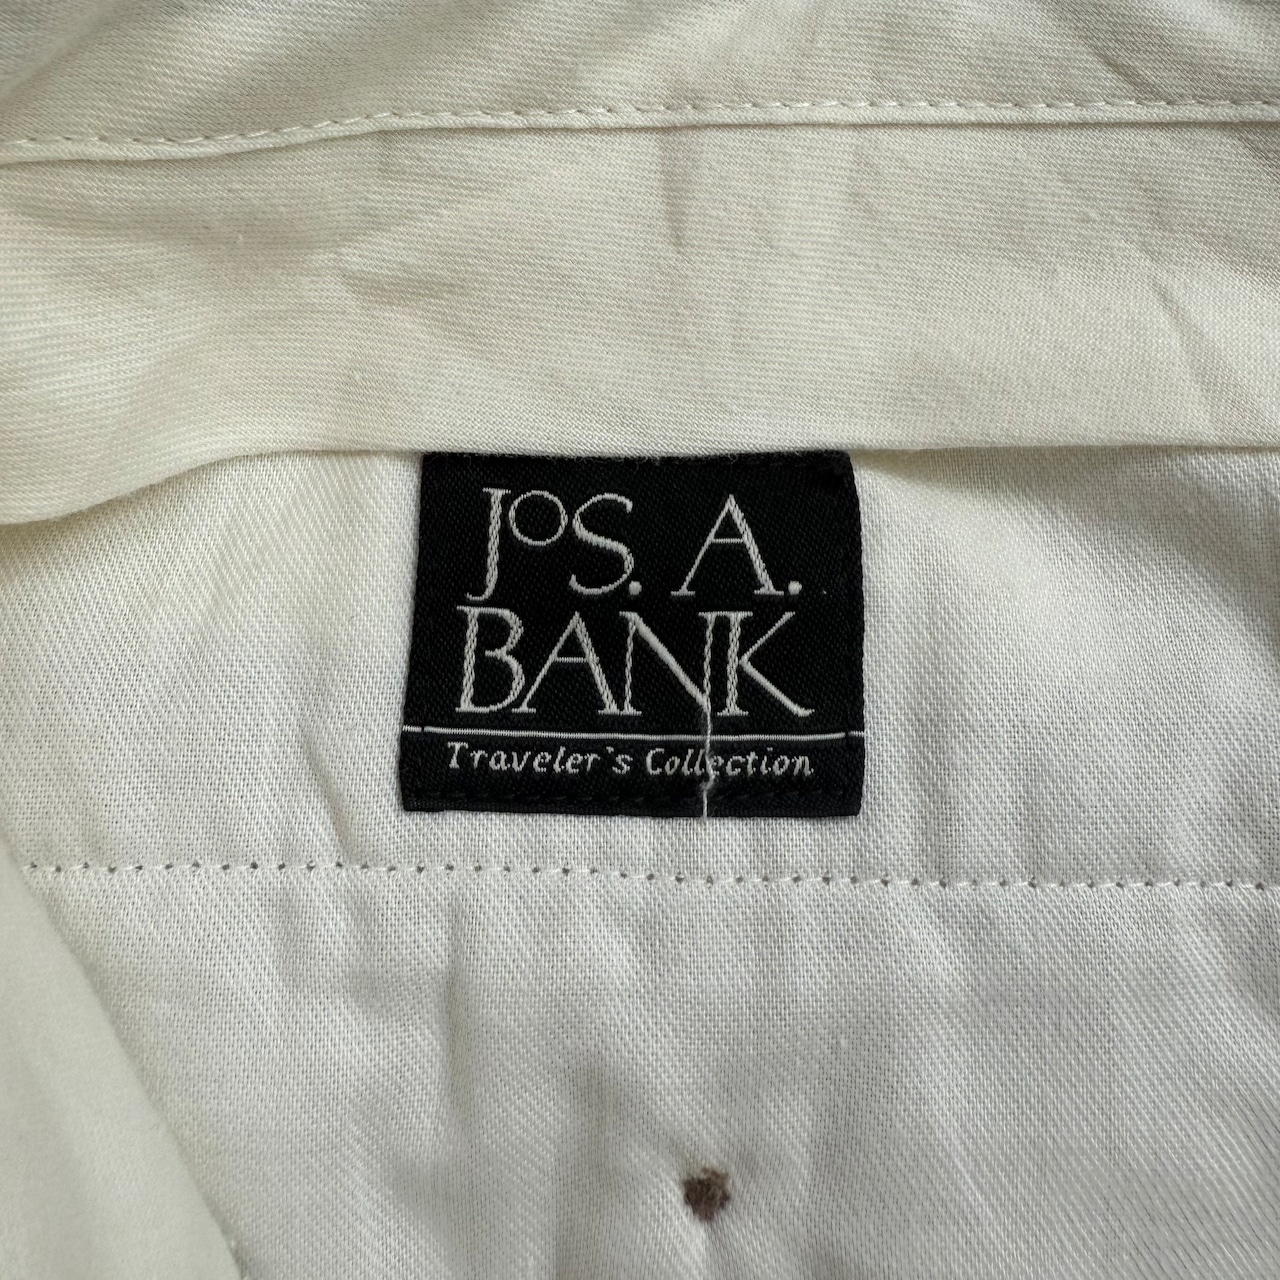 JOS. A.
BANK
Traveler's Collection